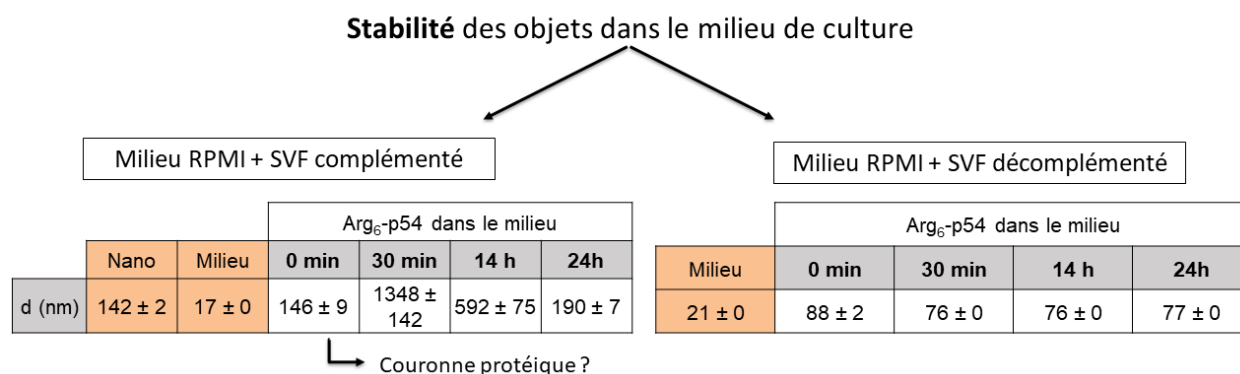 Stabilité des objets dans le milieu de culture
Milieu RPMI + SVF complémenté
Arg₆-p54 dans le milieu
Nano Milieu 0 min 30 min 14 h 24h
d (nm) 142 ± 2 17 ± 0 146 ± 9 1348 ± 142 592 ± 75 190 ± 7
Couronne protéique ?
Milieu RPMI + SVF décomplémenté
Arg₆-p54 dans le milieu
Milieu 0 min 30 min 14 h 24h
21 ± 0 88 ± 2 76 ± 0 76 ± 0 77 ± 0